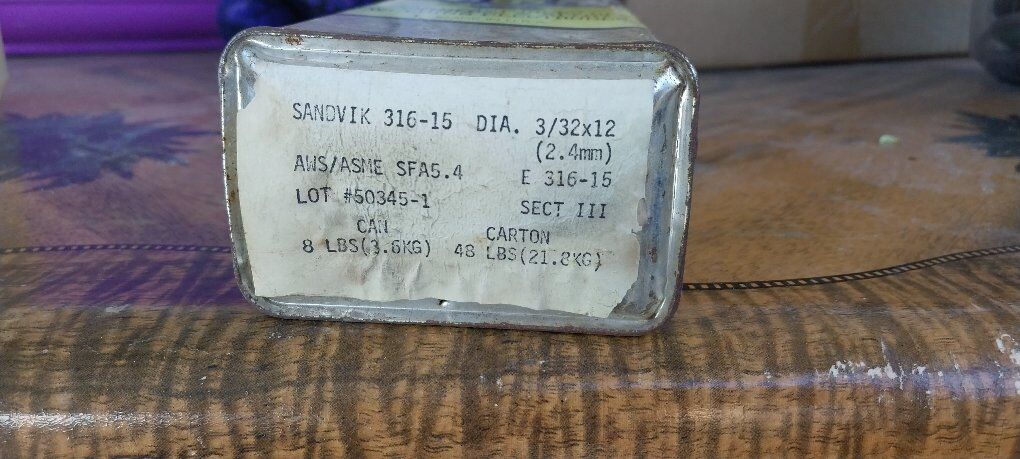 SANDVIK 316-15 DIA. 3/32x12
(2.4mm)
AWS/ASME SFA5.4 E 316-15
LOT #50345-1 SECT III
CAN CARTON
8 LBS(3.6KG) 48 LBS(21.8KG)